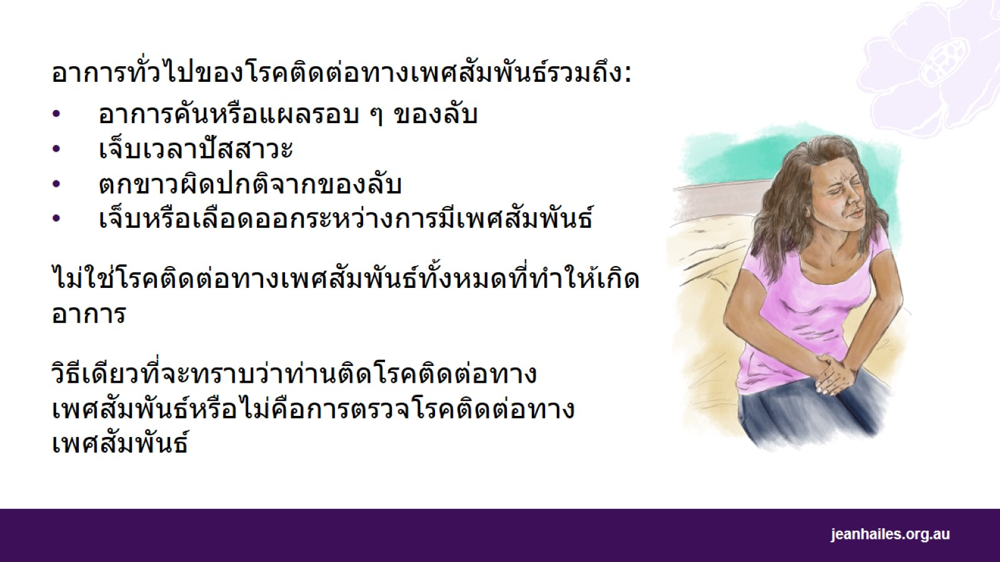 อาการทั่วไปของโรคติดต่อทางเพศสัมพันธ์รวมถึง:
• อาการคันหรือแผลรอบ ๆ ของลับ
• เจ็บเวลาปัสสาวะ
• ตกขาวผิดปกติจากของลับ
• เจ็บหรือเลือดออกระหว่างการมีเพศสัมพันธ์
ไม่ใช่โรคติดต่อทางเพศสัมพันธ์ทั้งหมดที่ทำให้เกิด
อาการ
วิธีเดียวที่จะทราบว่าท่านติดโรคติดต่อทาง
เพศสัมพันธ์หรือไม่คือการตรวจโรคติดต่อทาง
เพศสัมพันธ์
jeanhailes.org.au